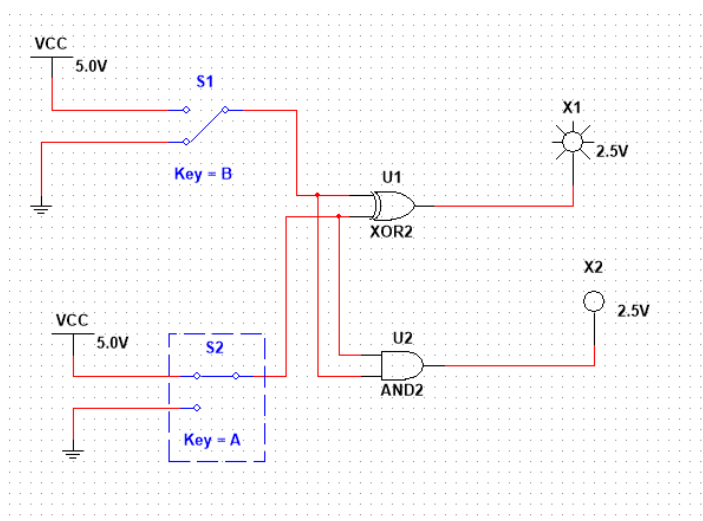 VCC
5.0V
S1
Key = B
X1
2.5V
U1
XOR2
X2
2.5V
VCC
5.0V
S2
Key = A
U2
AND2